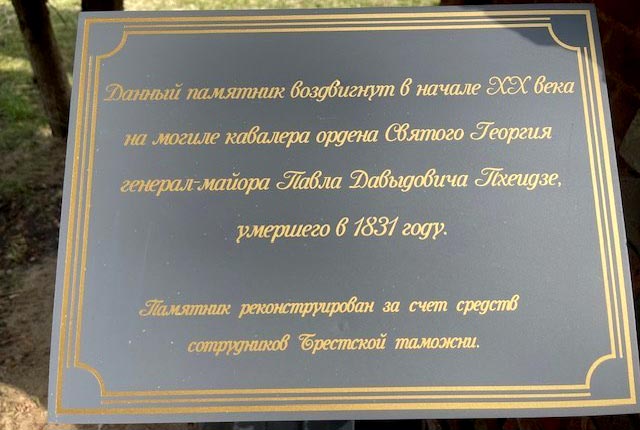 Данный памятник воздвигнут в начале XX века
на могиле кавалера ордена Святого Георгия
генерал-майора Павла Давыдовича Пхеидзе,
умершего в 1831 году.
Памятник реконструирован за счет средств
сотрудников Брестской таможни.